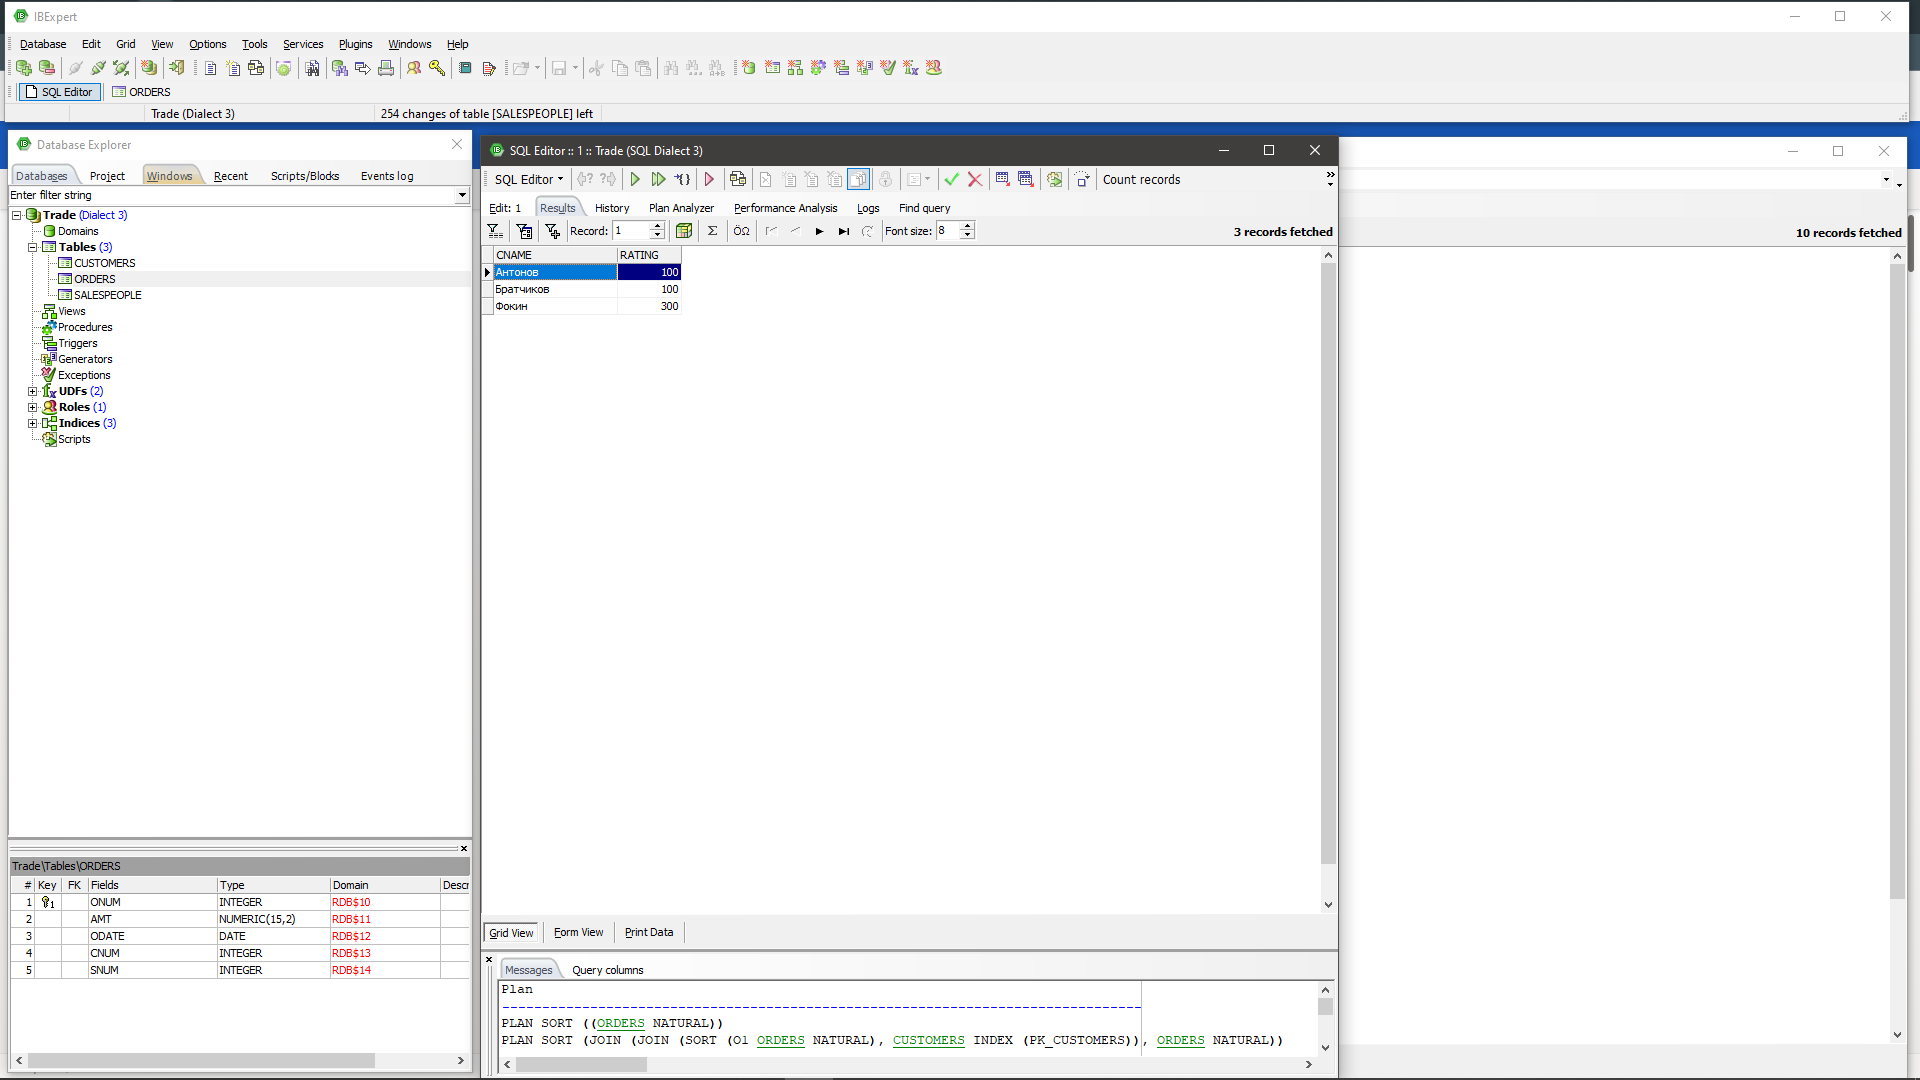 IBExpert
Database Edit Grid View Options Tools Services Plugins Windows Help
SQL Editor ORDERS
Trade (Dialect 3) 254 changes of table [SALESPEOPLE] left
Database Explorer
Databases Project Windows Recent Scripts/Blocks Events log
Enter filter string
Trade (Dialect 3)
Domains
Tables (3)
CUSTOMERS
ORDERS
SALESPEOPLE
Views
Procedures
Triggers
Generators
Exceptions
UDFs (2)
Roles (1)
Indices (3)
Scripts
Trade\Tables\ORDERS
# Key FK Fields Type Domain Descr
1 1 ONUM INTEGER RDB$10
2 AMT NUMERIC(15,2) RDB$11
3 ODATE DATE RDB$12
4 CNUM INTEGER RDB$13
5 SNUM INTEGER RDB$14
SQL Editor :: 1 :: Trade (SQL Dialect 3)
SQL Editor Count records
Edit: 1 Results History Plan Analyzer Performance Analysis Logs Find query
Record: 1 Σ ÖΩ Font size: 8 3 records fetched
CNAME RATING
Антонов 100
Братчиков 100
Фокин 300
Grid View Form View Print Data
Messages Query columns
Plan
--------------------------------------------------------------------------------
PLAN SORT ((ORDERS NATURAL))
PLAN SORT (JOIN (JOIN (SORT (O1 ORDERS NATURAL), CUSTOMERS INDEX (PK_CUSTOMERS)), ORDERS NATURAL))
10 records fetched